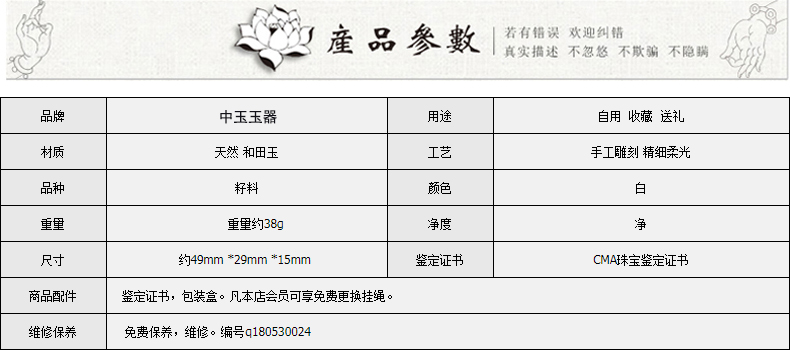 産品參數
若有错误 欢迎纠错
真实描述 不忽悠 不欺骗 不隐瞒
品牌 中玉玉器 用途 自用 收藏 送礼
材质 天然 和田玉 工艺 手工雕刻 精细柔光
品种 籽料 颜色 白
重量 重量约38g 净度 净
尺寸 约49mm *29mm *15mm 鉴定证书 CMA珠宝鉴定证书
商品配件 鉴定证书，包装盒。凡本店会员可享免费更换挂绳。
维修保养 免费保养，维修。编号q180530024